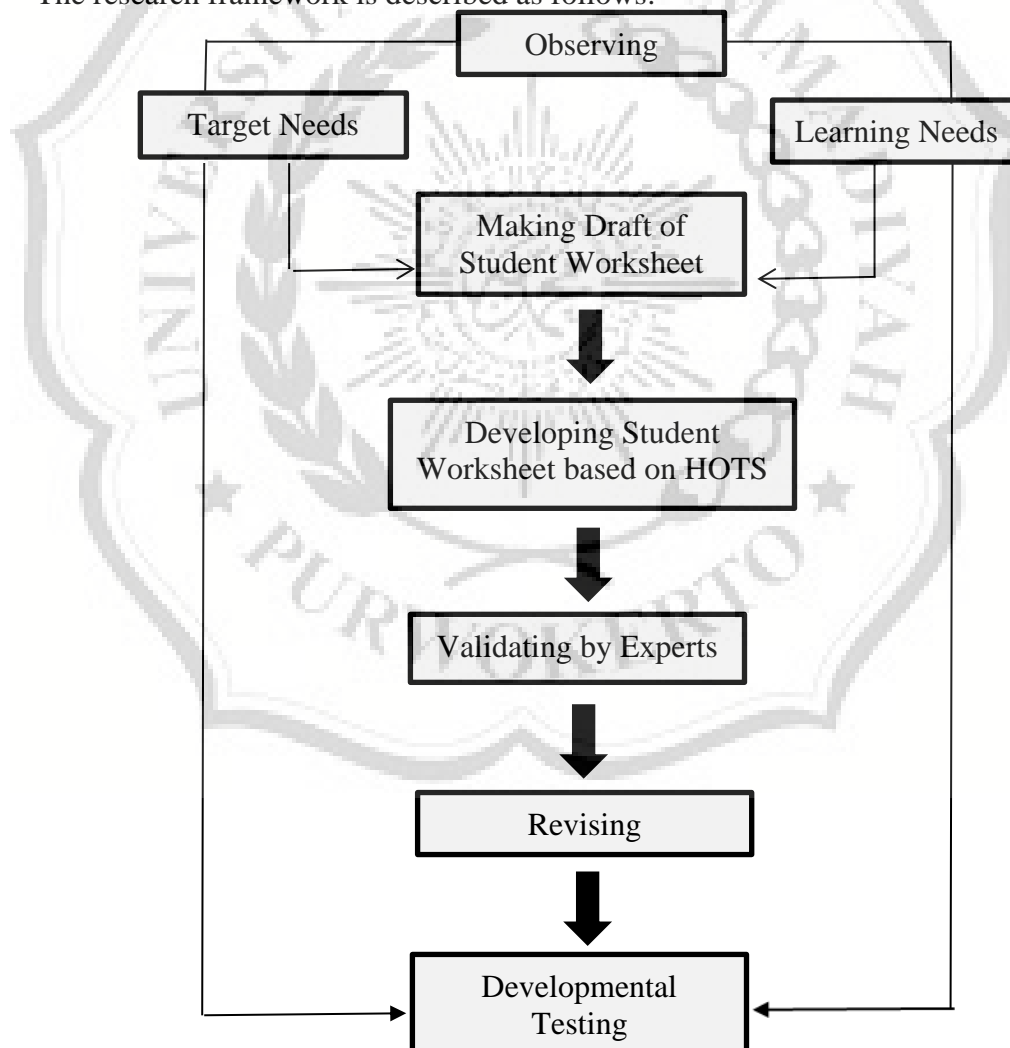 The research framework is described as follows:
Observing
Target Needs
Learning Needs
Making Draft of
Student Worksheet
Developing Student
Worksheet based on HOTS
Validating by Experts
Revising
Developmental
Testing
PURWOKERTO